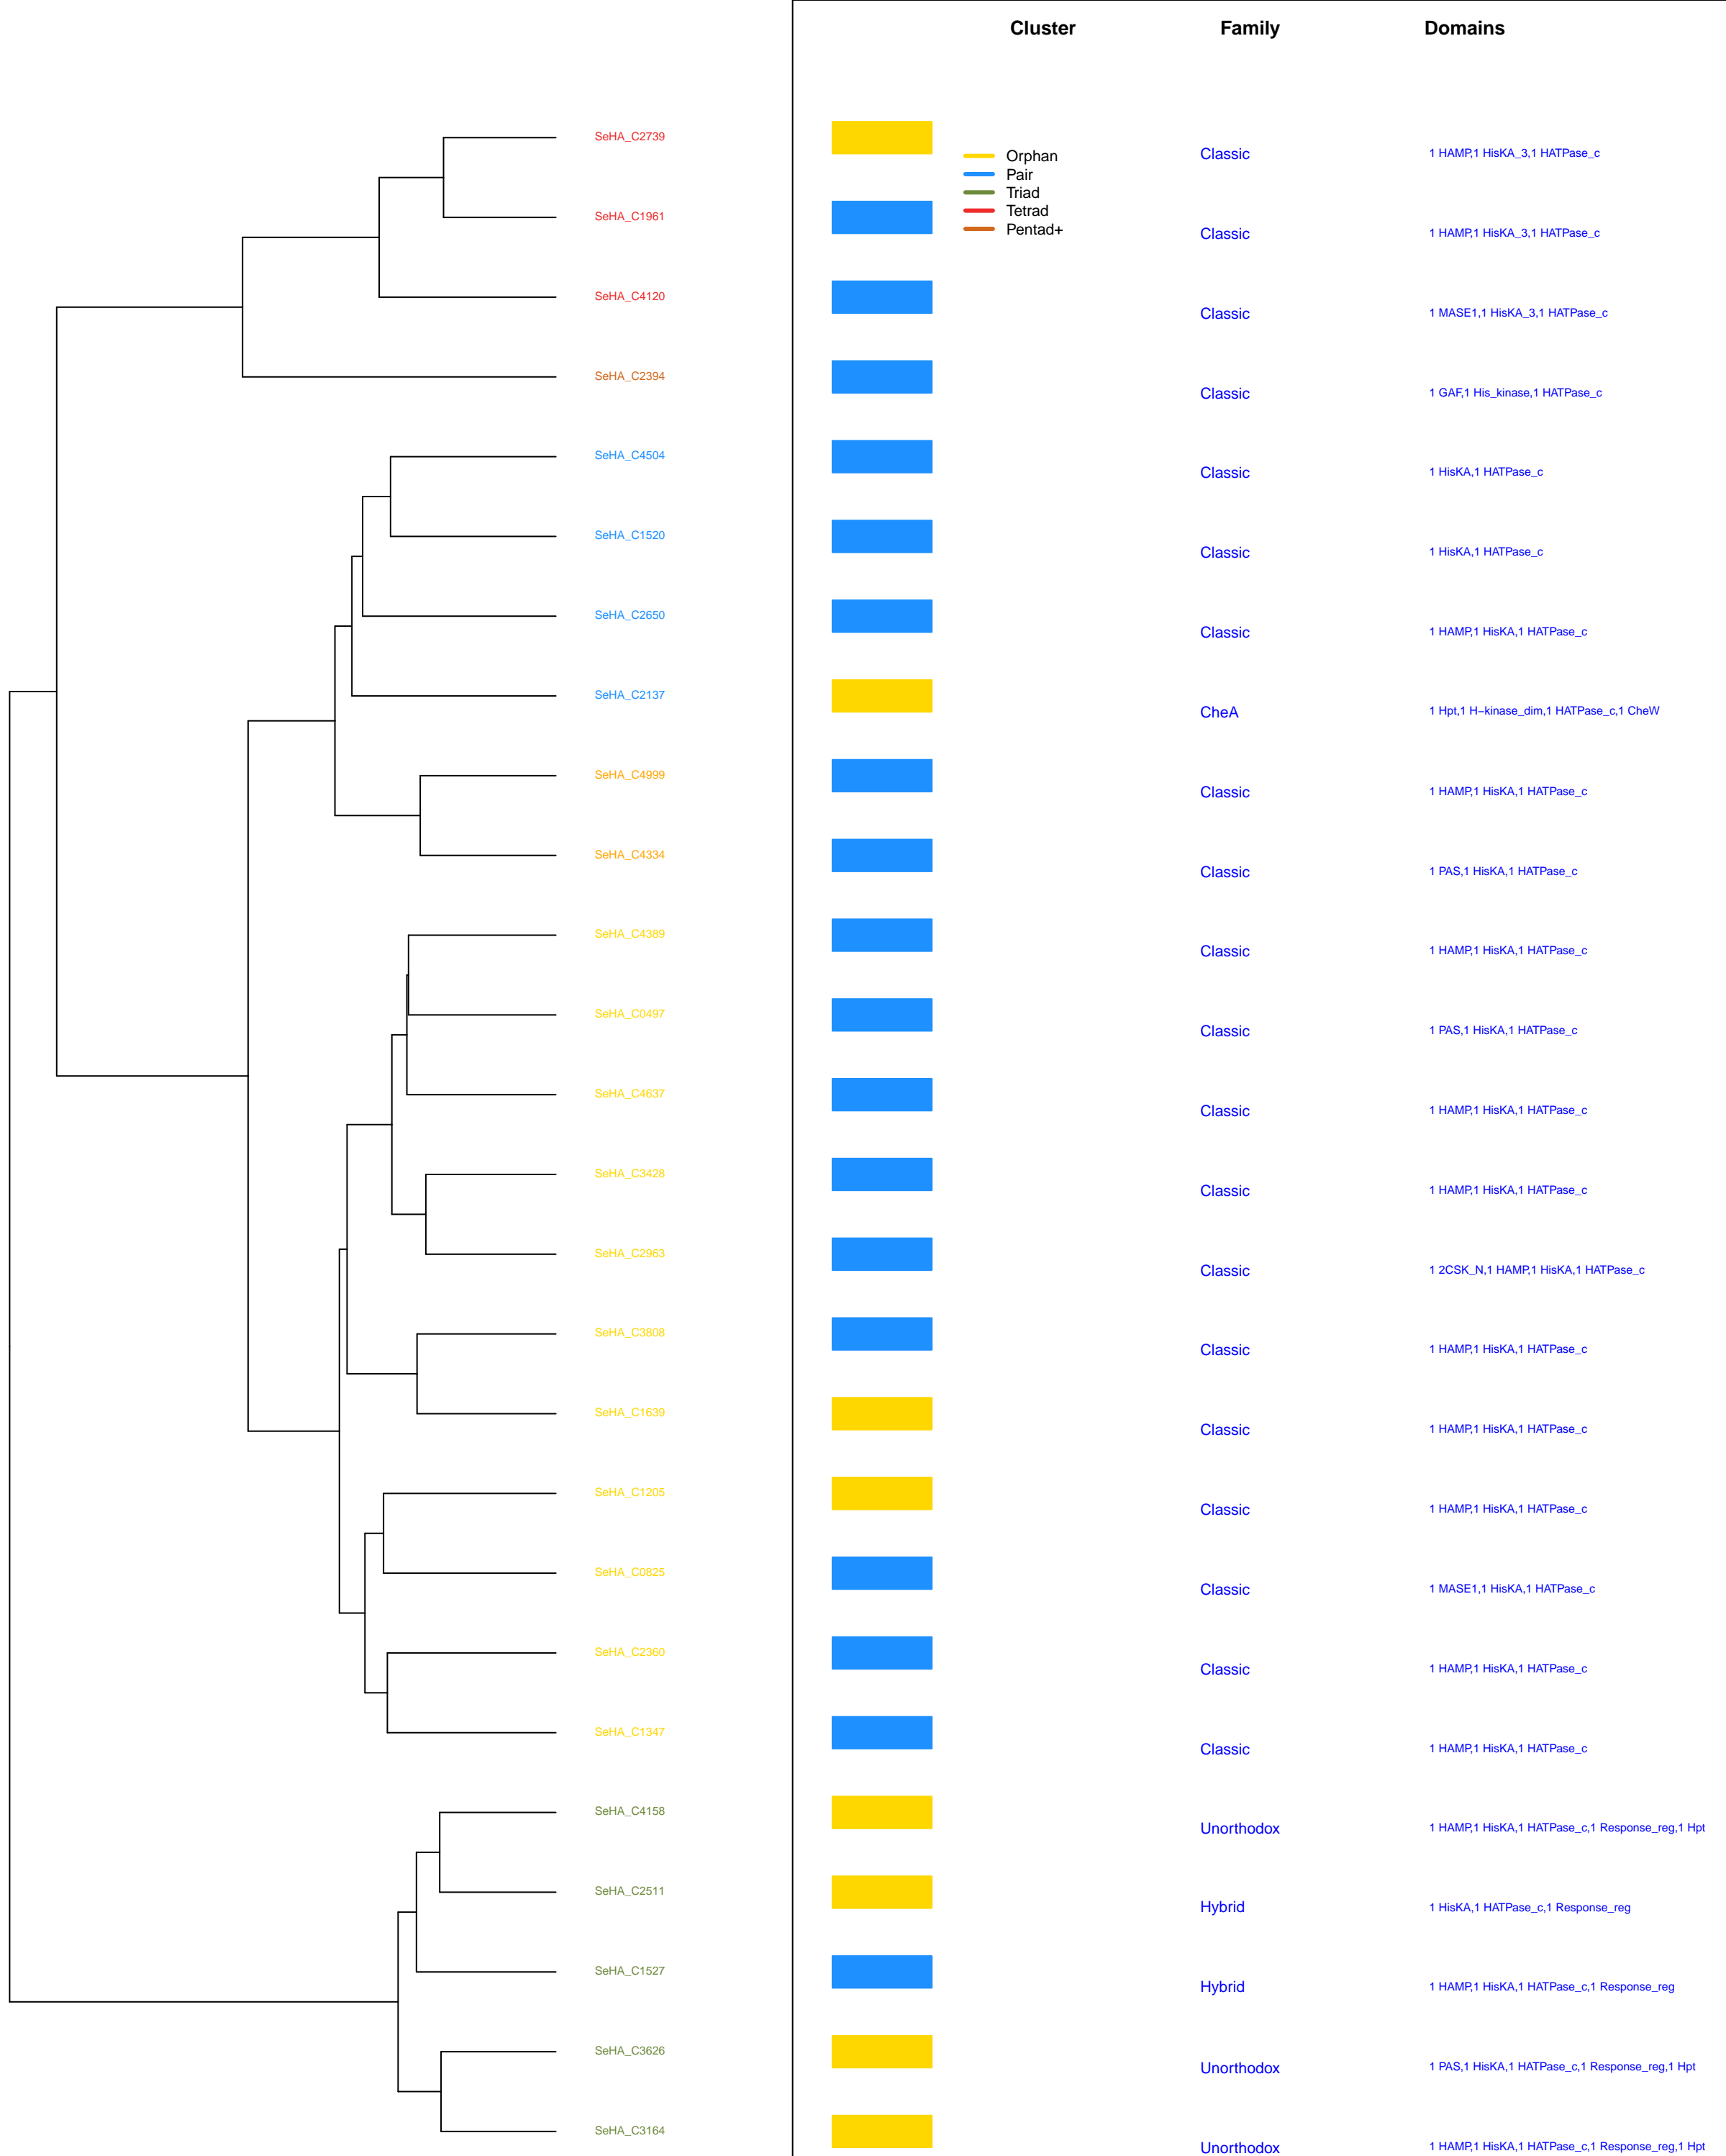 Cluster Family Domains
SeHA_C2739
Orphan
Classic 1 HAMP,1 HisKA_3,1 HATPase_c
Pair
Triad
Tetrad
SeHA_C1961
Pentad+
Classic 1 HAMP,1 HisKA_3,1 HATPase_c
SeHA_C4120
Classic 1 MASE1,1 HisKA_3,1 HATPase_c
SeHA_C2394
Classic 1 GAF,1 His_kinase,1 HATPase_c
SeHA_C4504
Classic 1 HisKA,1 HATPase_c
SeHA_C1520
Classic 1 HisKA,1 HATPase_c
SeHA_C2650
Classic 1 HAMP,1 HisKA,1 HATPase_c
SeHA_C2137
CheA 1 Hpt,1 H−kinase_dim,1 HATPase_c,1 CheW
SeHA_C4999
Classic 1 HAMP,1 HisKA,1 HATPase_c
SeHA_C4334
Classic 1 PAS,1 HisKA,1 HATPase_c
SeHA_C4389
Classic 1 HAMP,1 HisKA,1 HATPase_c
SeHA_C0497
Classic 1 PAS,1 HisKA,1 HATPase_c
SeHA_C4637
Classic 1 HAMP,1 HisKA,1 HATPase_c
SeHA_C3428
Classic 1 HAMP,1 HisKA,1 HATPase_c
SeHA_C2963
Classic 1 2CSK_N,1 HAMP,1 HisKA,1 HATPase_c
SeHA_C3808
Classic 1 HAMP,1 HisKA,1 HATPase_c
SeHA_C1639
Classic 1 HAMP,1 HisKA,1 HATPase_c
SeHA_C1205
Classic 1 HAMP,1 HisKA,1 HATPase_c
SeHA_C0825
Classic 1 MASE1,1 HisKA,1 HATPase_c
SeHA_C2360
Classic 1 HAMP,1 HisKA,1 HATPase_c
SeHA_C1347
Classic 1 HAMP,1 HisKA,1 HATPase_c
SeHA_C4158
Unorthodox 1 HAMP,1 HisKA,1 HATPase_c,1 Response_reg,1 Hpt
SeHA_C2511
Hybrid 1 HisKA,1 HATPase_c,1 Response_reg
SeHA_C1527
Hybrid 1 HAMP,1 HisKA,1 HATPase_c,1 Response_reg
SeHA_C3626
Unorthodox 1 PAS,1 HisKA,1 HATPase_c,1 Response_reg,1 Hpt
SeHA_C3164
Unorthodox 1 HAMP,1 HisKA,1 HATPase_c,1 Response_reg,1 Hpt